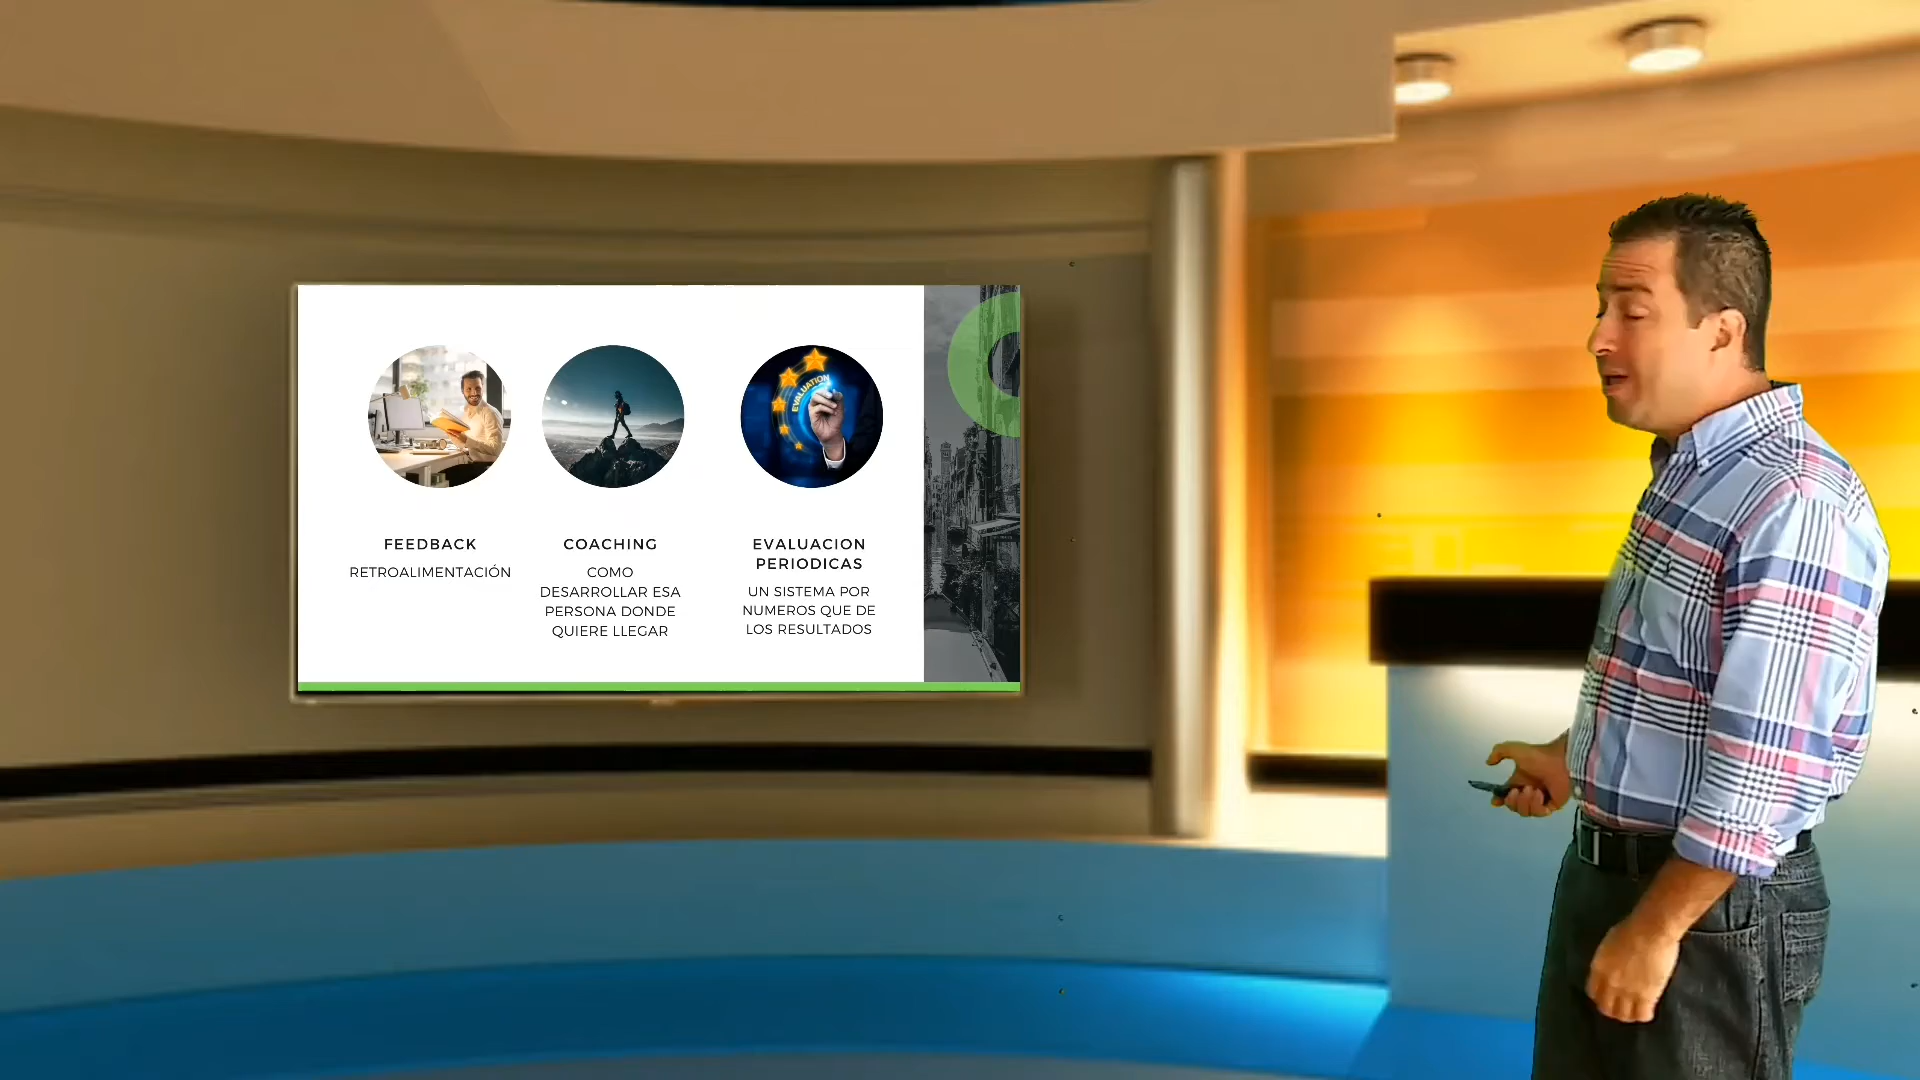 EVALUATION
FEEDBACK
RETROALIMENTACIÓN
COACHING
COMO
DESARROLLAR ESA
PERSONA DONDE
QUIERE LLEGAR
EVALUACION
PERIODICAS
UN SISTEMA POR
NUMEROS QUE DE
LOS RESULTADOS